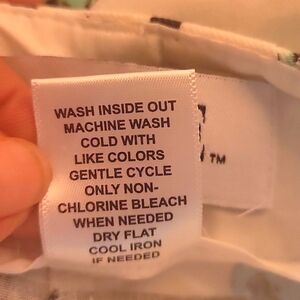 WASH INSIDE OUT
MACHINE WASH
COLD WITH
LIKE COLORS
GENTLE CYCLE
ONLY NON-
CHLORINE BLEACH
WHEN NEEDED
DRY FLAT
COOL IRON
IF NEEDED
TM